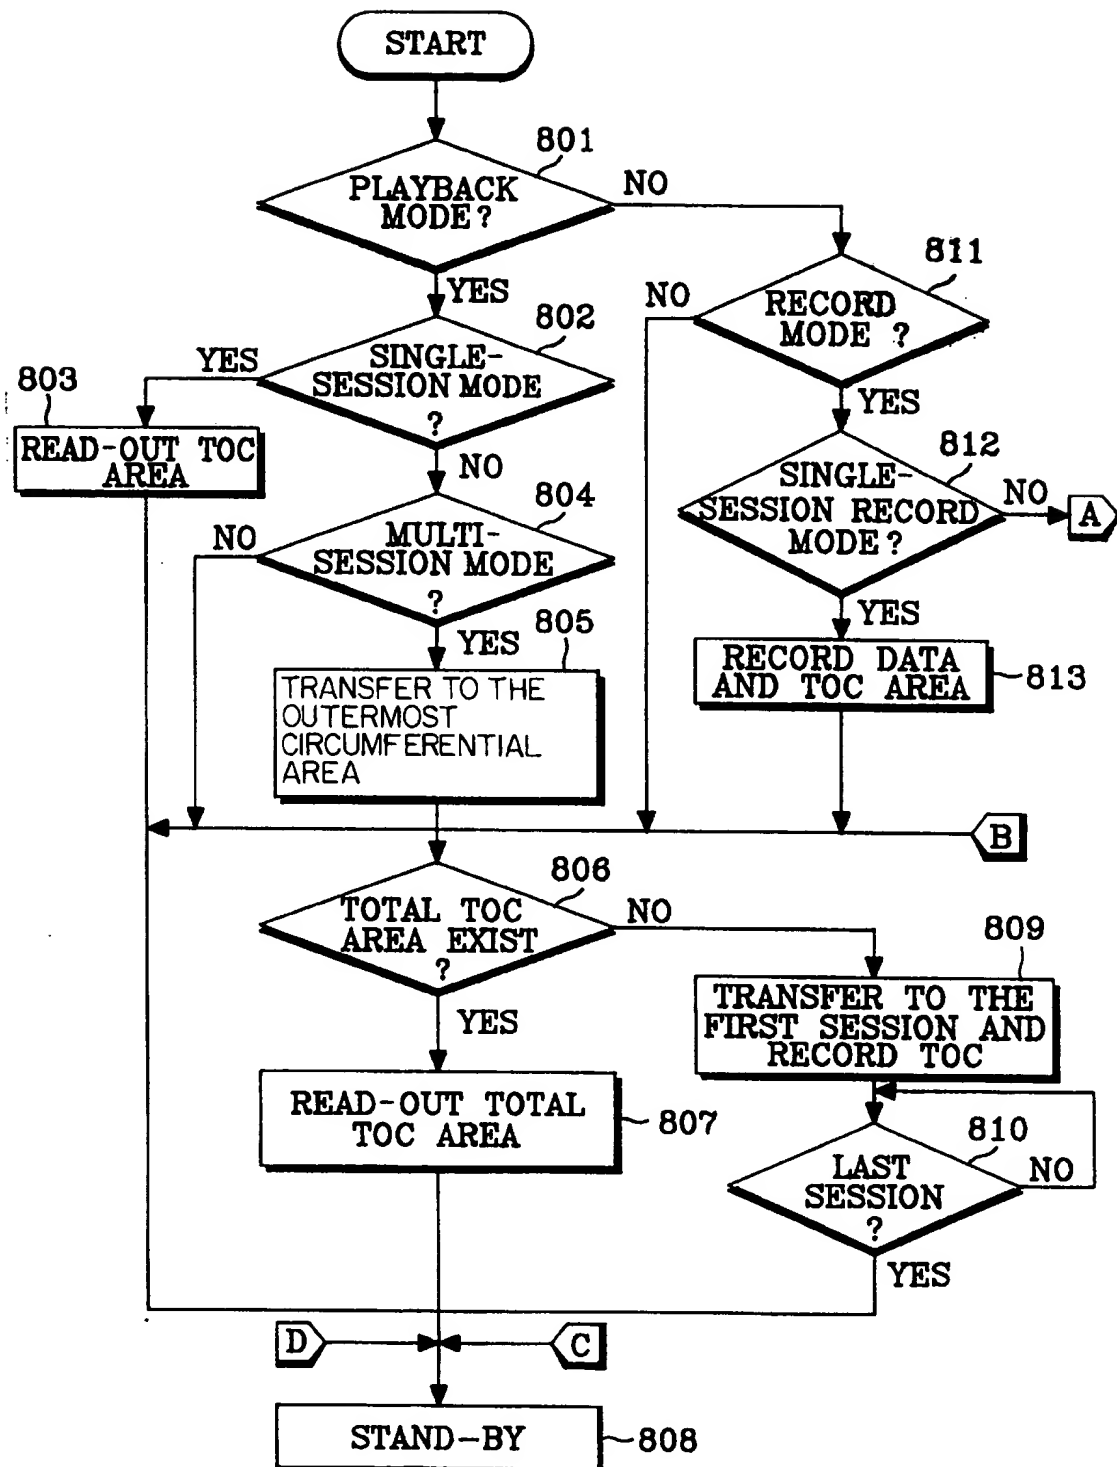 START
801
PLAYBACK
MODE?
NO
YES
811
NO
RECORD
MODE ?
YES
802
YES
SINGLE-
SESSION MODE
?
NO
803
READ-OUT TOC
AREA
812
SINGLE-
SESSION RECORD
MODE?
NO
A
YES
804
NO
MULTI-
SESSION MODE
?
YES
805
TRANSFER TO THE
OUTERMOST
CIRCUMFERENTIAL
AREA
RECORD DATA
AND TOC AREA
813
B
806
TOTAL TOC
AREA EXIST
?
NO
YES
809
TRANSFER TO THE
FIRST SESSION AND
RECORD TOC
READ-OUT TOTAL
TOC AREA
807
810
LAST
SESSION
?
NO
YES
D
C
STAND-BY
808